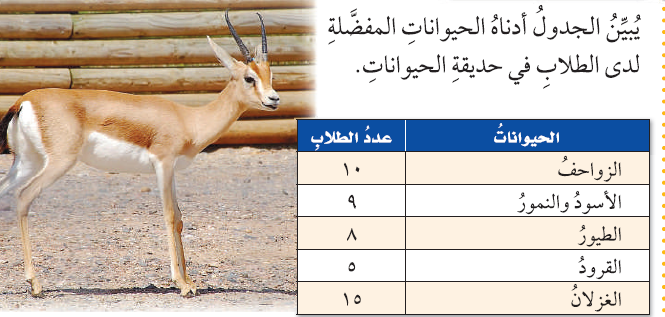 يُبيِّنُ الجدولُ أدناهُ الحيواناتِ المفضَّلةِ
لدى الطلابِ في حديقةِ الحيواناتِ.
الحيواناتُ عددُ الطلابِ
الزواحفُ ١٠
الأسودُ والنمورُ ٩
الطيورُ ٨
القرودُ ٥
الغزلانُ ١٥